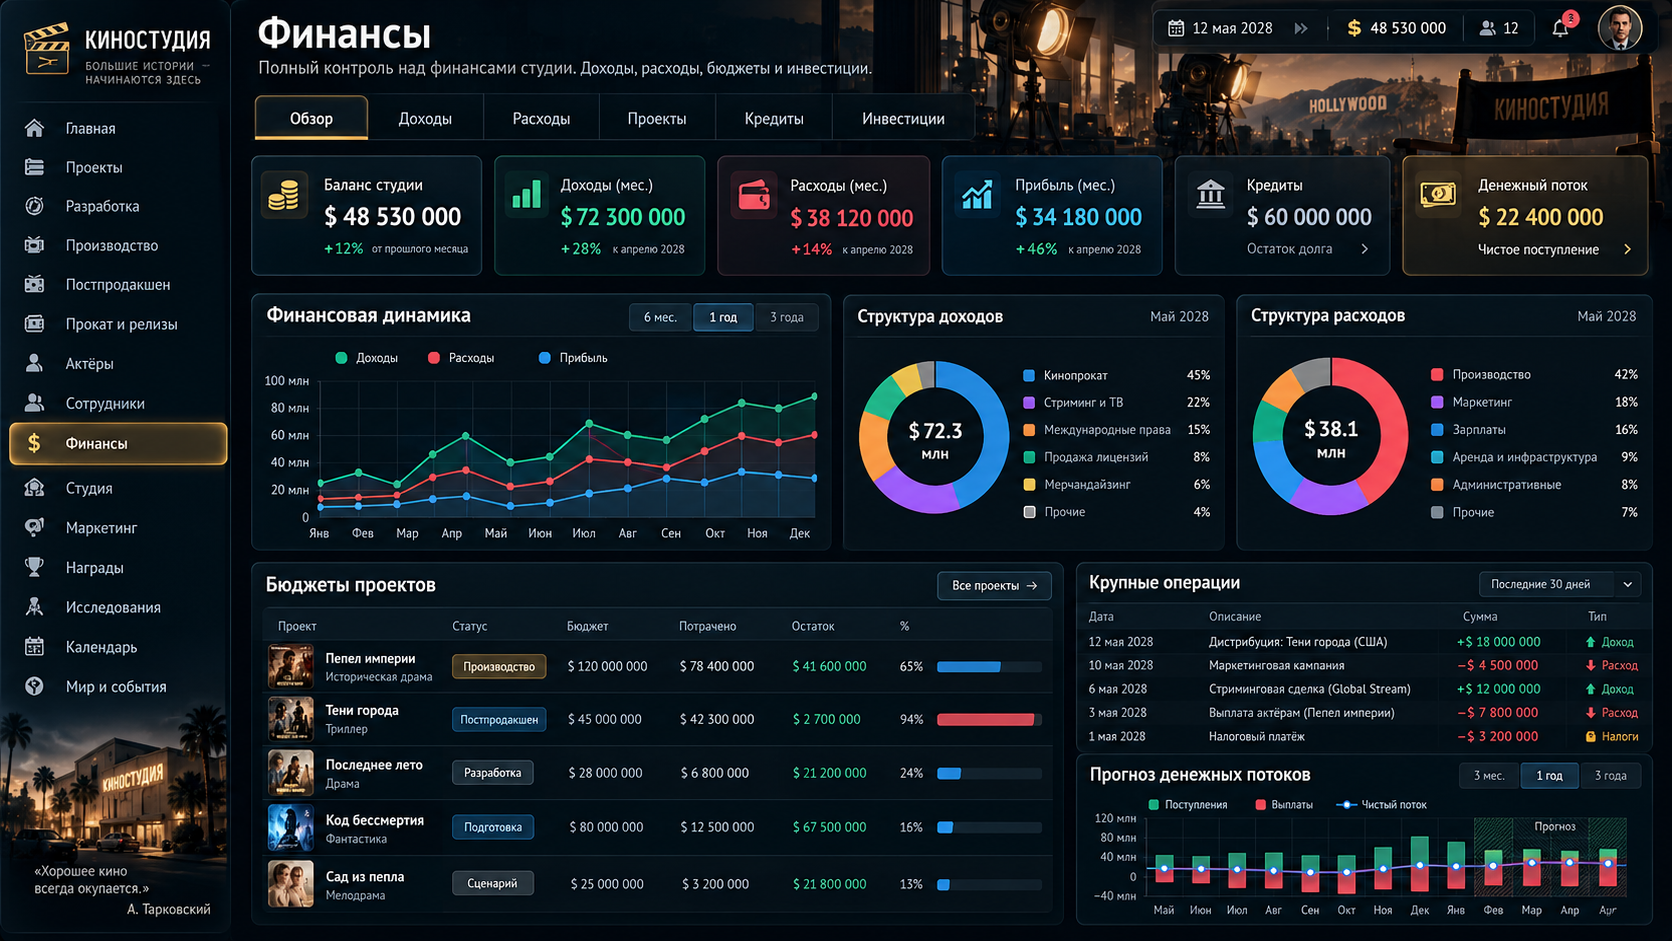 КИНОСТУДИЯ
БОЛЬШИЕ ИСТОРИИ —
НАЧИНАЮТСЯ ЗДЕСЬ
Главная
Проекты
Разработка
Производство
Постпродакшен
Прокат и релизы
Актёры
Сотрудники
$ Финансы
Студия
Маркетинг
Награды
Исследования
Календарь
Мир и события
КИНОСТУДИЯ
«Хорошее кино
всегда окупается.»
А. Тарковский
Финансы
Полный контроль над финансами студии. Доходы, расходы, бюджеты и инвестиции.
12 мая 2028 $ 48 530 000 12
HOLLYWOOD
КИНОСТУДИЯ
Обзор Доходы Расходы Проекты Кредиты Инвестиции
Баланс студии
$ 48 530 000
+12% от прошлого месяца
Доходы (мес.)
$ 72 300 000
+28% к апрелю 2028
Расходы (мес.)
$ 38 120 000
+14% к апрелю 2028
Прибыль (мес.)
$ 34 180 000
+46% к апрелю 2028
Кредиты
$ 60 000 000
Остаток долга
Денежный поток
$ 22 400 000
Чистое поступление
Финансовая динамика
6 мес. 1 год 3 года
Доходы Расходы Прибыль
100 млн
80 млн
60 млн
40 млн
20 млн
0
Янв Фев Мар Апр Май Июн Июл Авг Сен Окт Ноя Дек
Структура доходов Май 2028
$ 72.3
млн
Кинопрокат 45%
Стриминг и ТВ 22%
Международные права 15%
Продажа лицензий 8%
Мерчандайзинг 6%
Прочие 4%
Структура расходов Май 2028
$ 38.1
млн
Производство 42%
Маркетинг 18%
Зарплаты 16%
Аренда и инфраструктура 9%
Административные 8%
Прочие 7%
Бюджеты проектов
Все проекты →
Проект Статус Бюджет Потрачено Остаток %
Пепел империи
Историческая драма
Производство $ 120 000 000 $ 78 400 000 $ 41 600 000 65%
Тени города
Триллер
Постпродакшен $ 45 000 000 $ 42 300 000 $ 2 700 000 94%
Последнее лето
Драма
Разработка $ 28 000 000 $ 6 800 000 $ 21 200 000 24%
Код бессмертия
Фантастика
Подготовка $ 80 000 000 $ 12 500 000 $ 67 500 000 16%
Сад из пепла
Мелодрама
Сценарий $ 25 000 000 $ 3 200 000 $ 21 800 000 13%
Крупные операции
Последние 30 дней
Дата Описание Сумма Тип
12 мая 2028 Дистрибуция: Тени города (США) +$ 18 000 000 Доход
10 мая 2028 Маркетинговая кампания −$ 4 500 000 Расход
6 мая 2028 Стриминговая сделка (Global Stream) +$ 12 000 000 Доход
3 мая 2028 Выплата актёрам (Пепел империи) −$ 7 800 000 Расход
1 мая 2028 Налоговый платёж −$ 3 200 000 Налоги
Прогноз денежных потоков
3 мес. 1 год 3 года
Поступления Выплаты Чистый поток
120 млн
80 млн
40 млн
0
−40 млн
Прогноз
Май Июн Июл Авг Сен Окт Ноя Дек Янв Фев Мар Апр